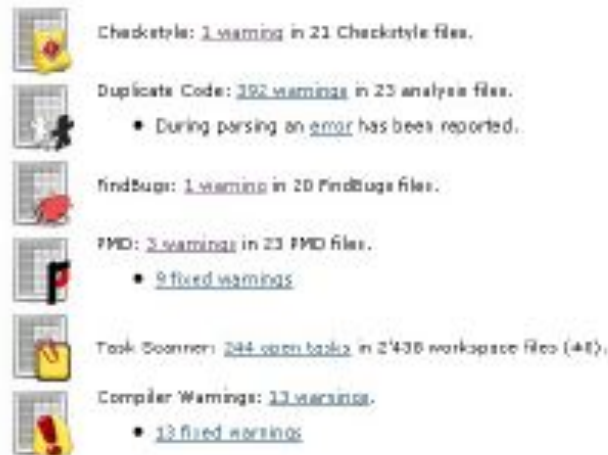 Checkstyle: 1 warning in 21 Checkstyle files.
Duplicate Code: 392 warnings in 23 analysis files.
• During parsing an error has been reported.
FindBugs: 1 warning in 20 FindBugs files.
PMD: 3 warnings in 23 PMD files.
• 9 fixed warnings
Task Scanner: 244 open tasks in 2'438 workspace files
Compiler Warnings: 13 warnings.
• 13 fixed warnings